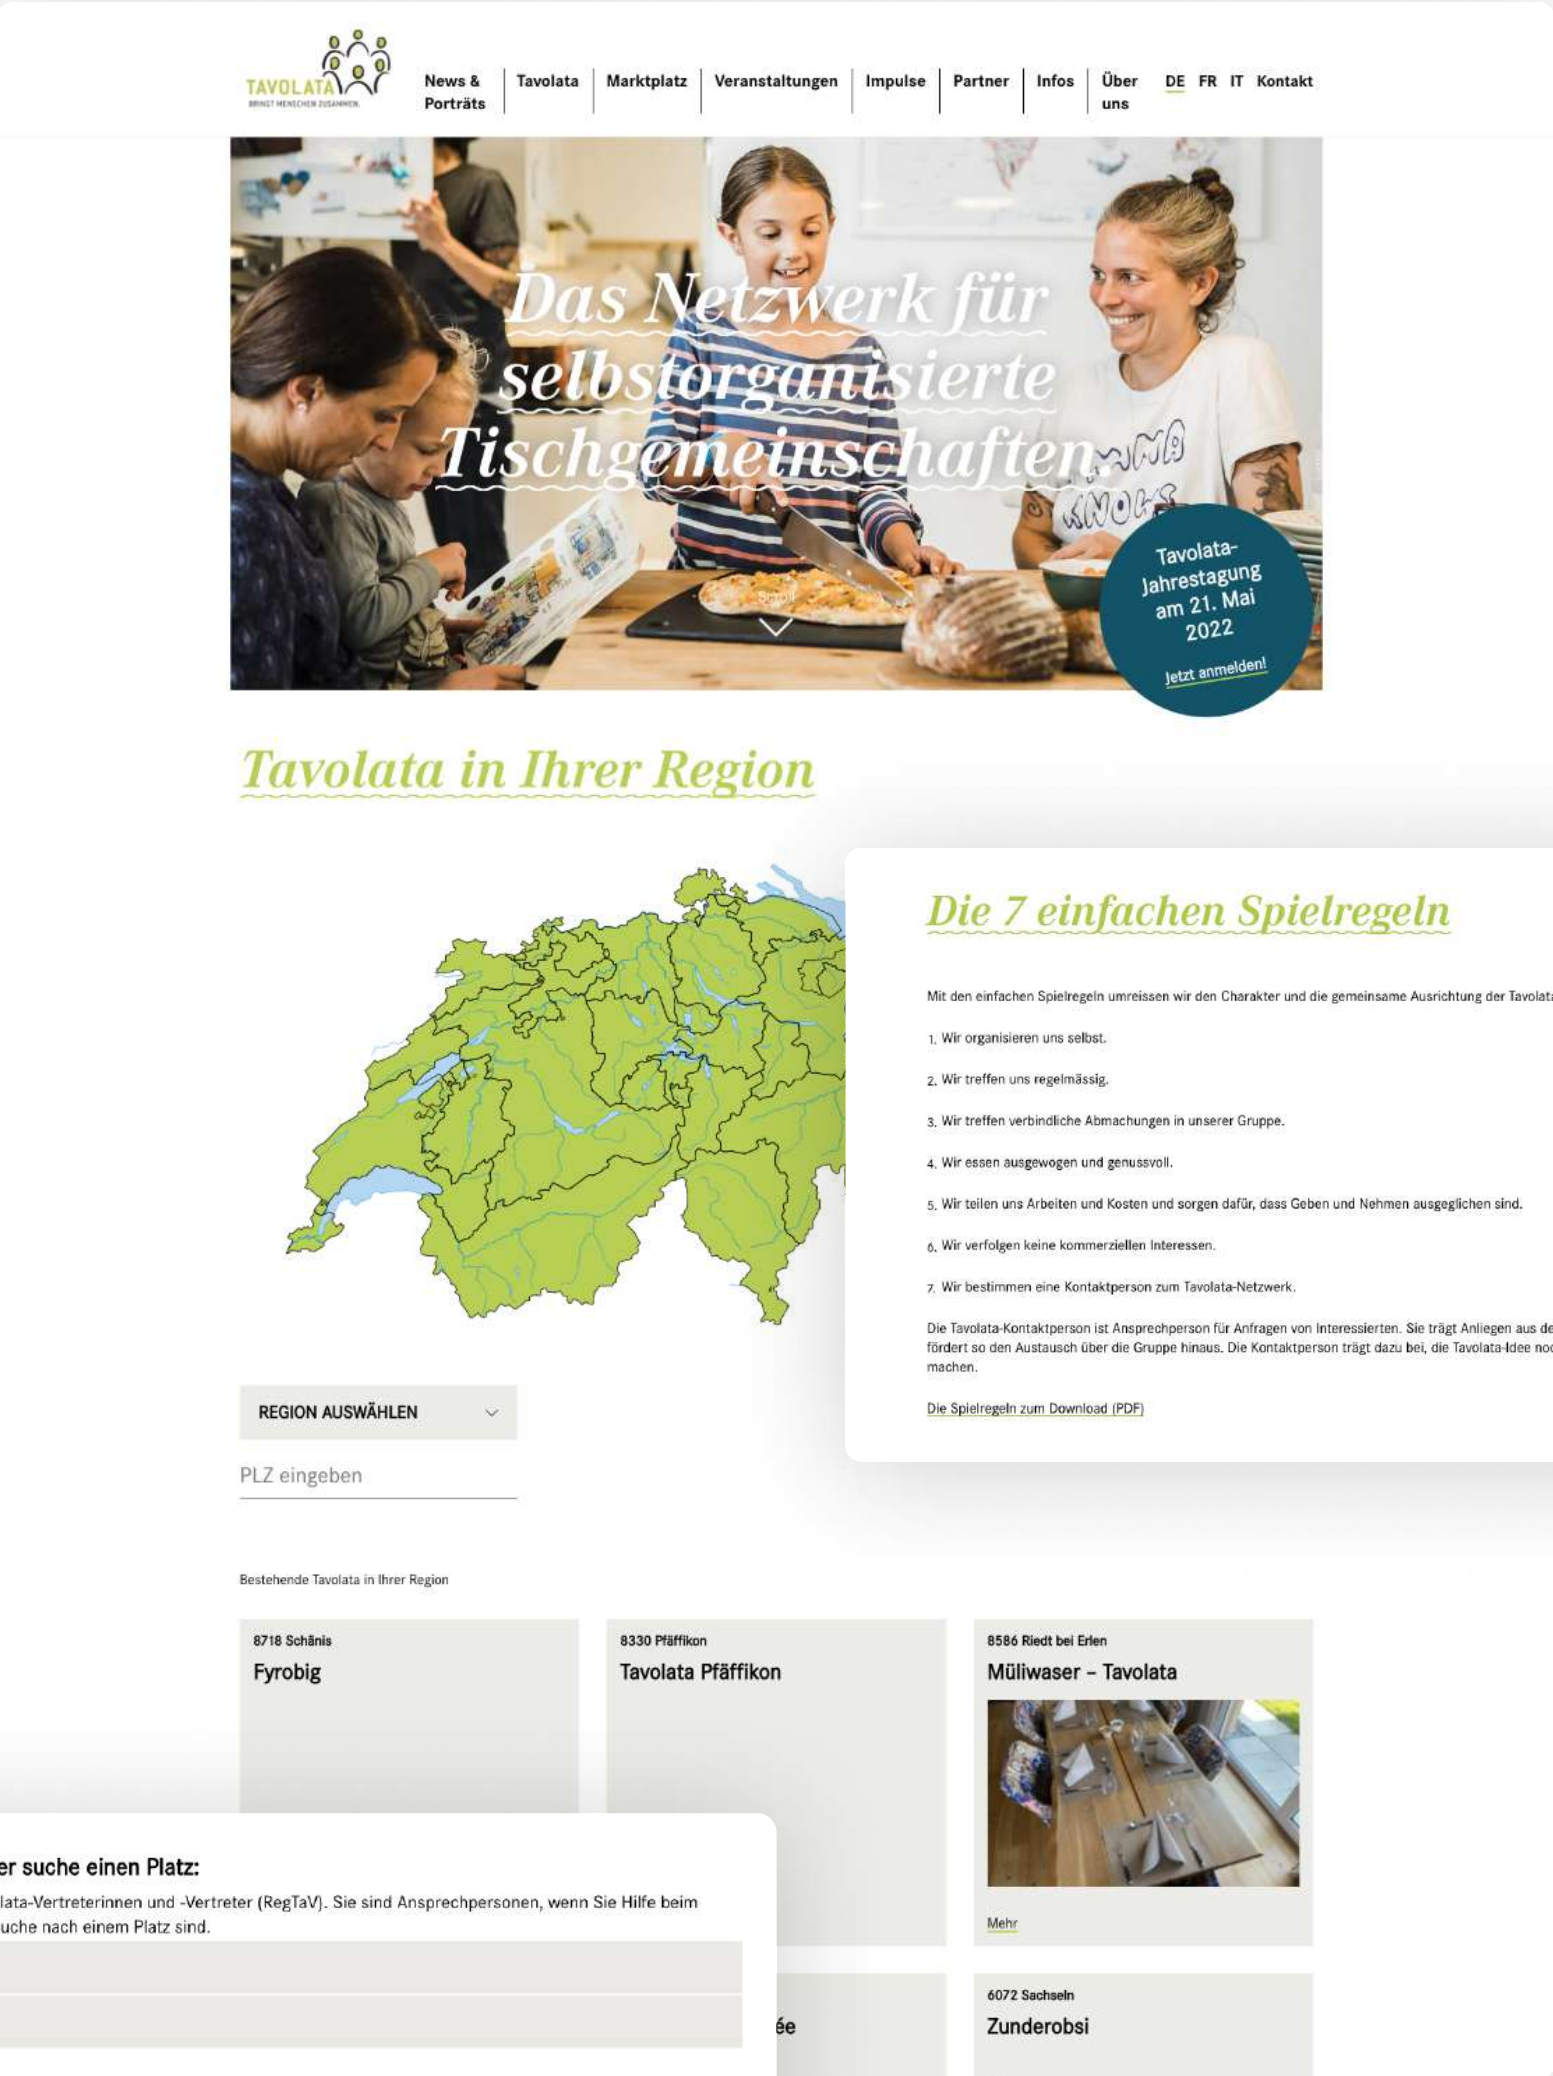 TAVOLATA
BRINGT MENSCHEN ZUSAMMEN.
News &
Porträts
Tavolata
Marktplatz
Veranstaltungen
Impulse
Partner
Infos
Über
uns
DE FR IT Kontakt
Das Netzwerk für
selbstorganisierte
Tischgemeinschaften.
MAMA
KNOWS
Scroll
Tavolata-
Jahrestagung
am 21. Mai
2022
Jetzt anmelden!
Tavolata in Ihrer Region
Die 7 einfachen Spielregeln
Mit den einfachen Spielregeln umreissen wir den Charakter und die gemeinsame Ausrichtung der Tavolata
1. Wir organisieren uns selbst.
2. Wir treffen uns regelmässig.
3. Wir treffen verbindliche Abmachungen in unserer Gruppe.
4. Wir essen ausgewogen und genussvoll.
5. Wir teilen uns Arbeiten und Kosten und sorgen dafür, dass Geben und Nehmen ausgeglichen sind.
6. Wir verfolgen keine kommerziellen Interessen.
7. Wir bestimmen eine Kontaktperson zum Tavolata-Netzwerk.
Die Tavolata-Kontaktperson ist Ansprechperson für Anfragen von Interessierten. Sie trägt Anliegen aus de
fördert so den Austausch über die Gruppe hinaus. Die Kontaktperson trägt dazu bei, die Tavolata-Idee noc
machen.
Die Spielregeln zum Download (PDF)
REGION AUSWÄHLEN
PLZ eingeben
Bestehende Tavolata in Ihrer Region
8718 Schänis
Fyrobig
8330 Pfäffikon
Tavolata Pfäffikon
8586 Riedt bei Erlen
Müliwaser – Tavolata
Mehr
er suche einen Platz:
lata-Vertreterinnen und -Vertreter (RegTaV). Sie sind Ansprechpersonen, wenn Sie Hilfe beim
uche nach einem Platz sind.
ée
6072 Sachseln
Zunderobsi